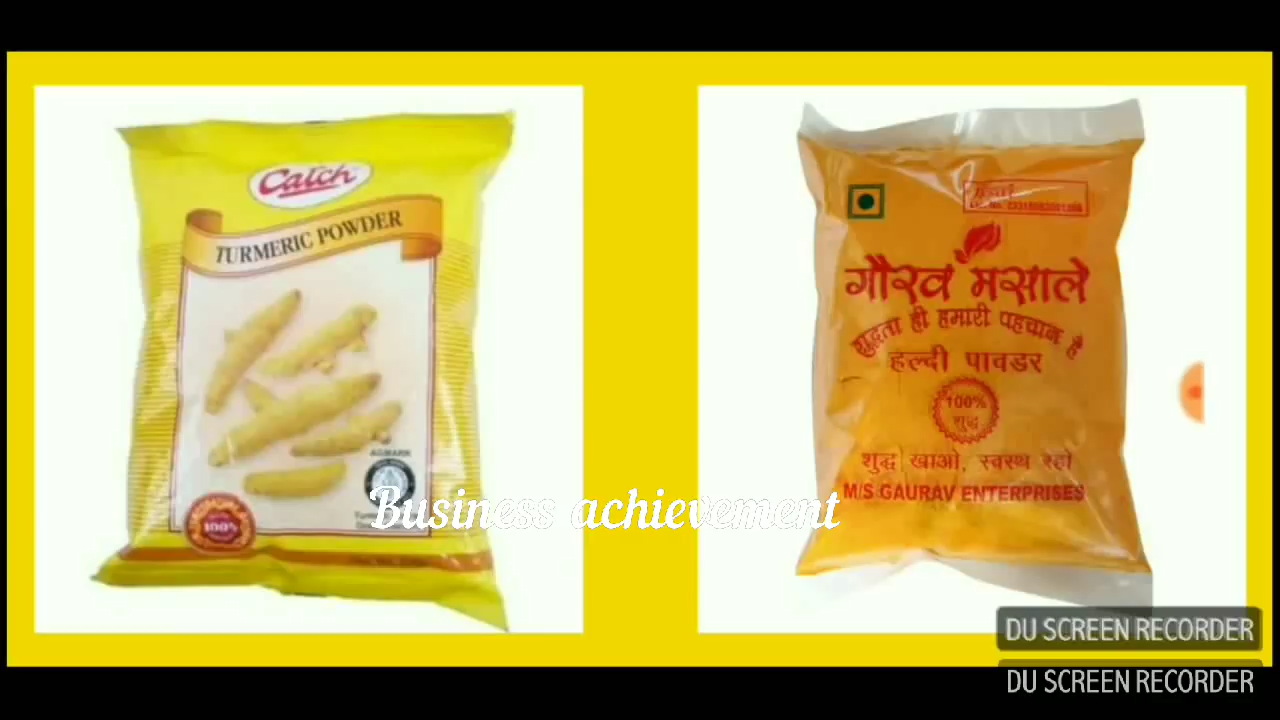 Catch
TURMERIC POWDER
AGMARK
100%
हल्दी
गौरव मसाले
शुद्धता ही हमारी पहचान है
हल्दी पावडर
100%
शुद्ध
शुद्ध खाओ, स्वस्थ रहो
M/S GAURAV ENTERPRISES
Business achievement
DU SCREEN RECORDER
DU SCREEN RECORDER